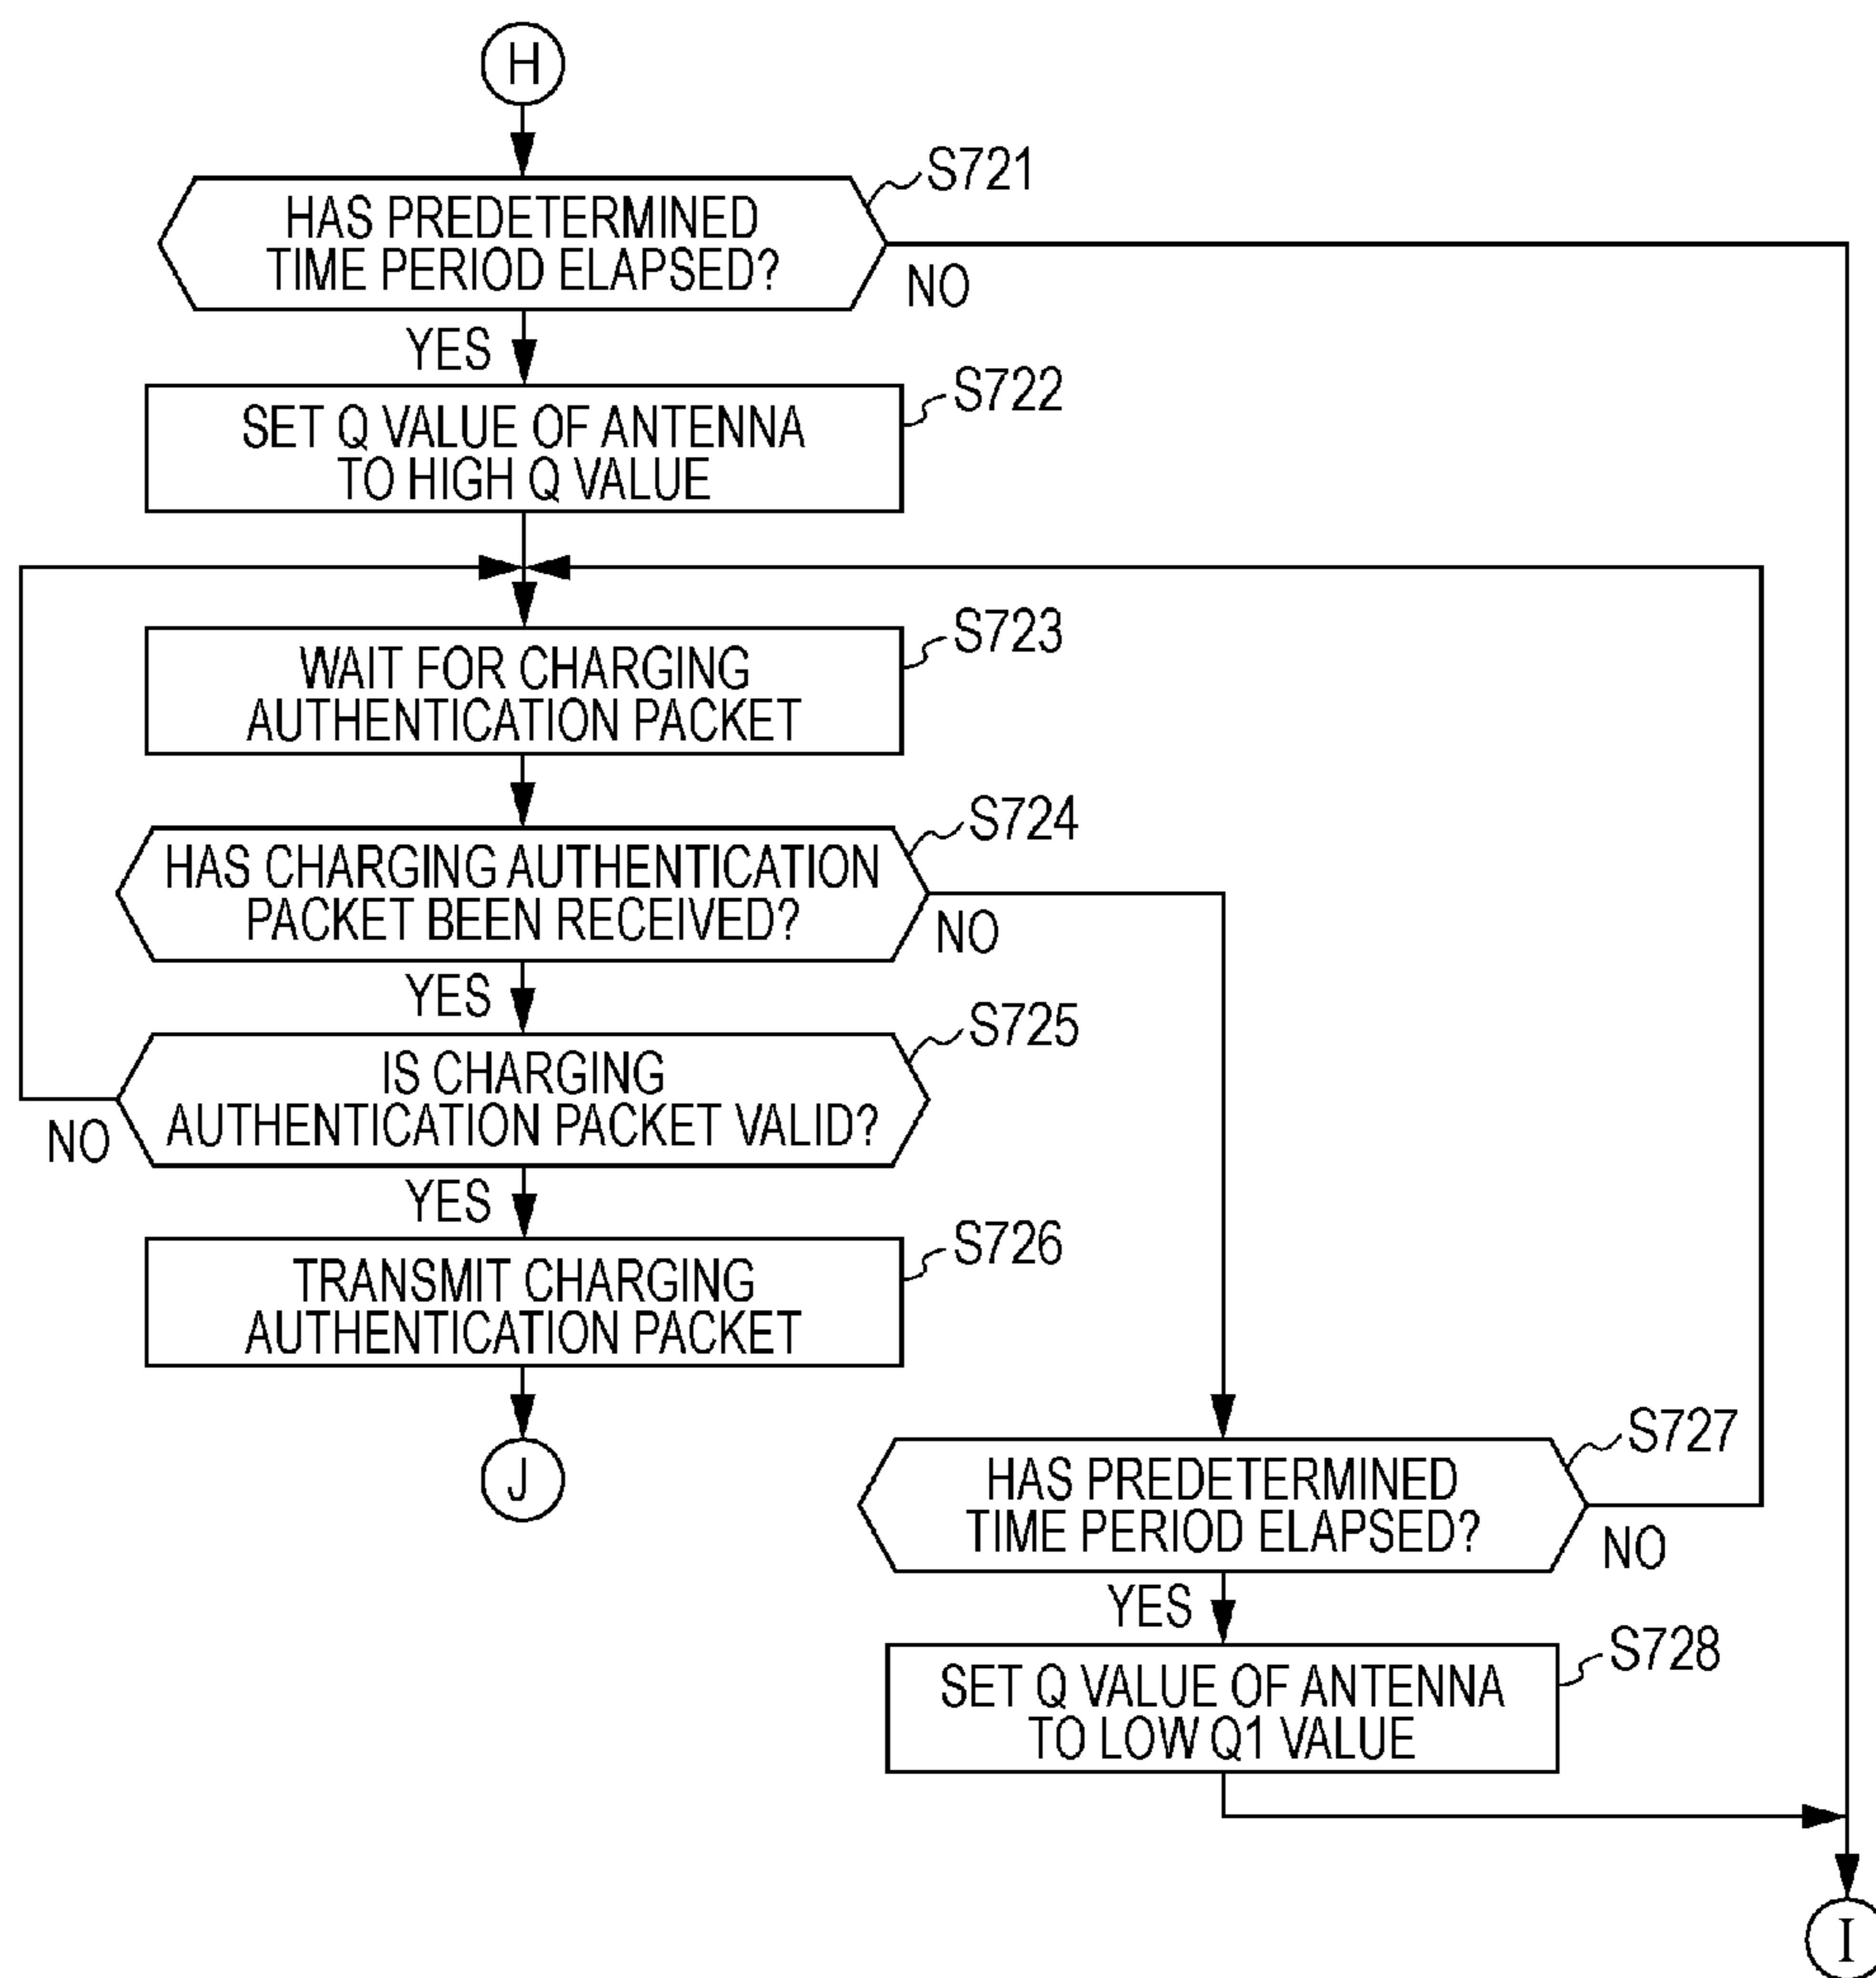 H
S721
HAS PREDETERMINED
TIME PERIOD ELAPSED?
NO
YES
S722
SET Q VALUE OF ANTENNA
TO HIGH Q VALUE
S723
WAIT FOR CHARGING
AUTHENTICATION PACKET
S724
HAS CHARGING AUTHENTICATION
PACKET BEEN RECEIVED?
NO
YES
S725
IS CHARGING
AUTHENTICATION PACKET VALID?
NO
YES
S726
TRANSMIT CHARGING
AUTHENTICATION PACKET
J
S727
HAS PREDETERMINED
TIME PERIOD ELAPSED?
NO
YES
S728
SET Q VALUE OF ANTENNA
TO LOW Q1 VALUE
I